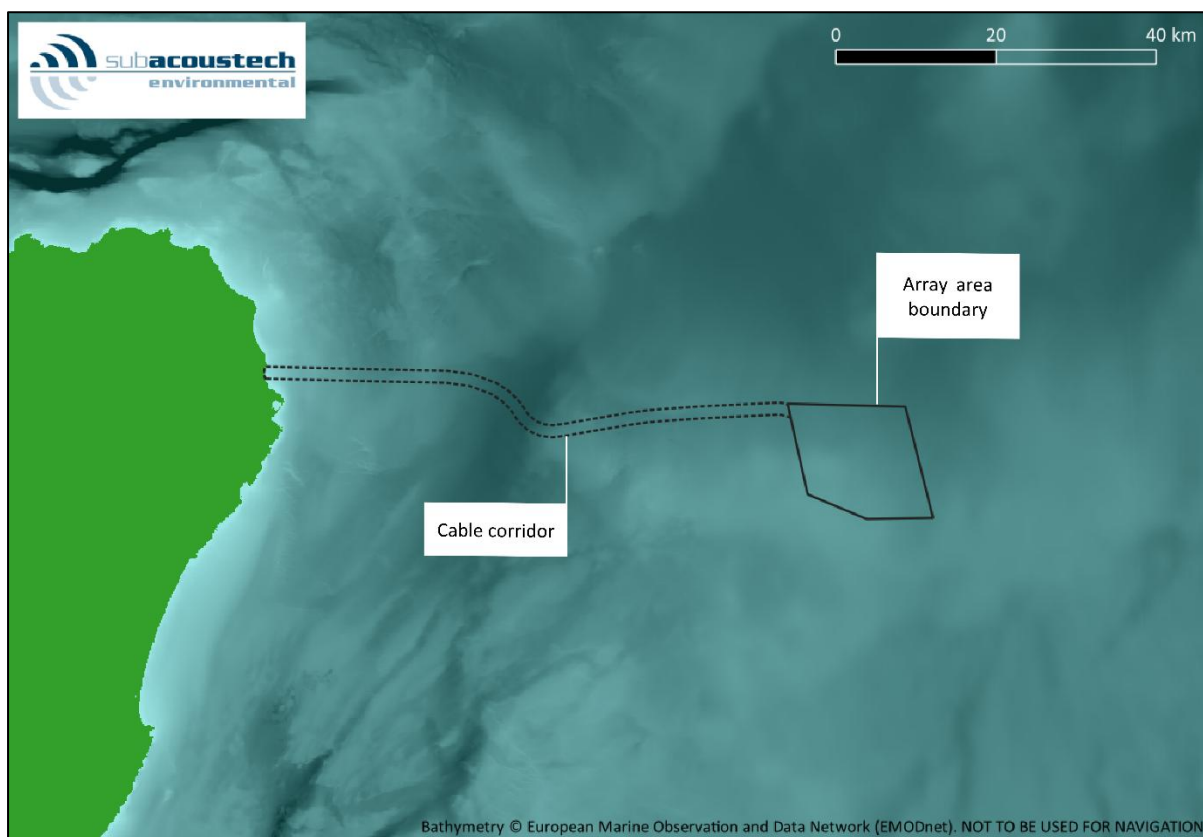 subacoustech
environmental
0 20 40 km
Array area
boundary
Cable corridor
Bathymetry © European Marine Observation and Data Network (EMODnet). NOT TO BE USED FOR NAVIGATION